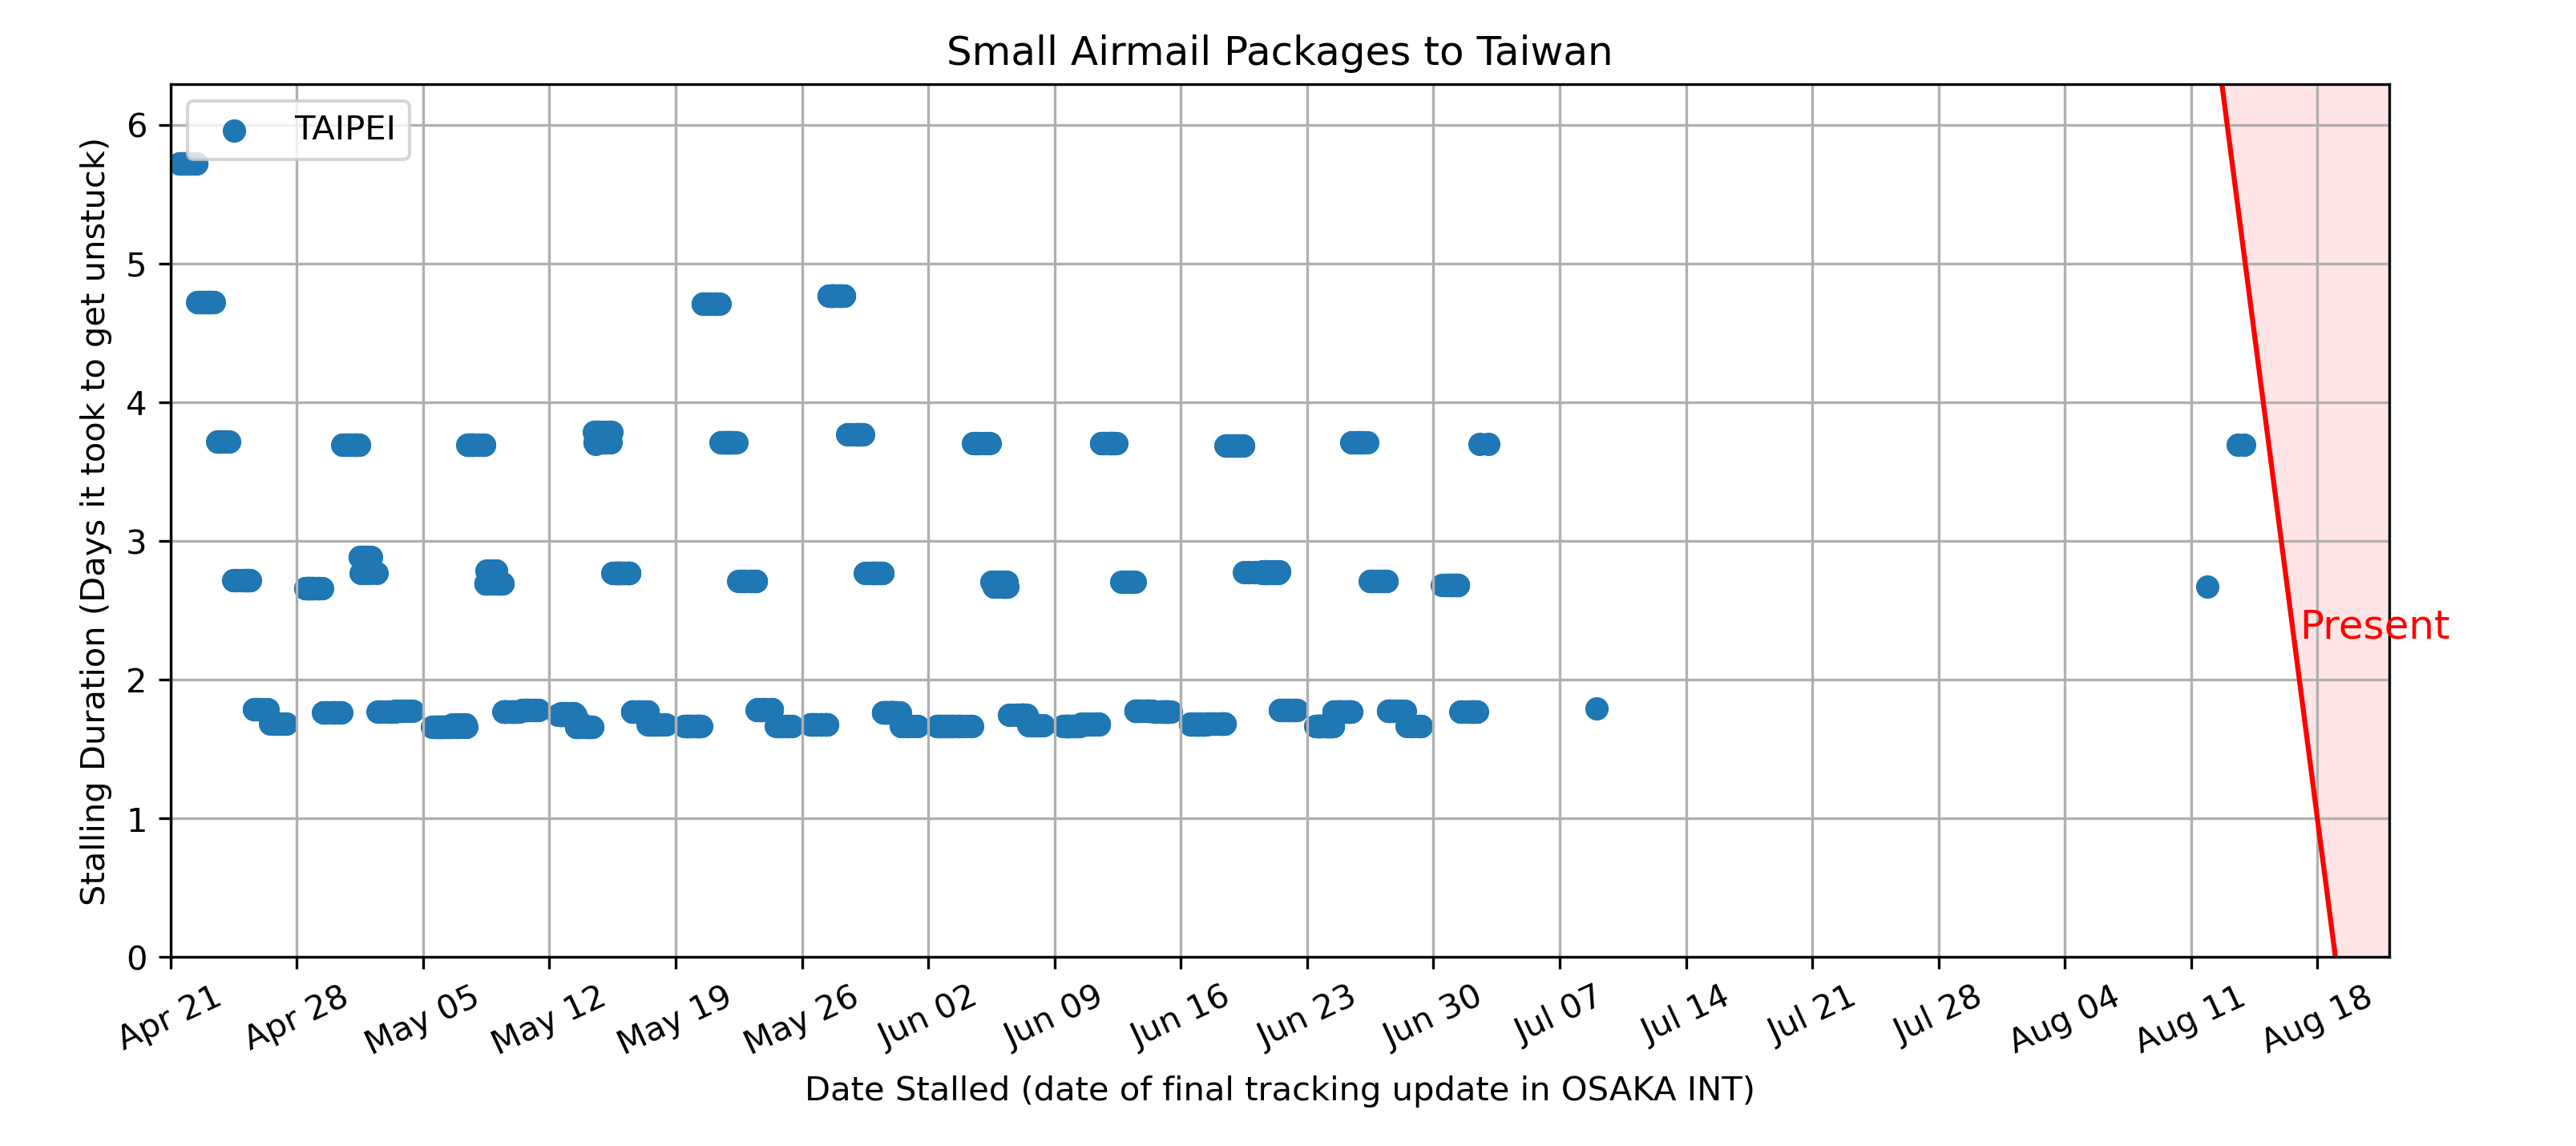 Small Airmail Packages to Taiwan
TAIPEI
Stalling Duration (Days it took to get unstuck)
6
5
4
3
2
1
0
Present
Apr 21
Apr 28
May 05
May 12
May 19
May 26
Jun 02
Jun 09
Jun 16
Jun 23
Jun 30
Jul 07
Jul 14
Jul 21
Jul 28
Aug 04
Aug 11
Aug 18
Date Stalled (date of final tracking update in OSAKA INT)